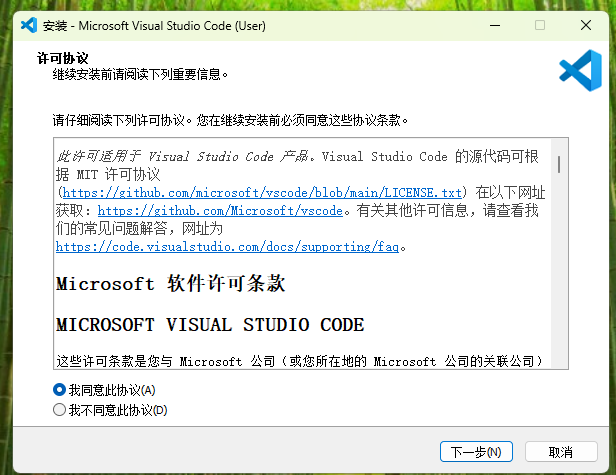 安装 - Microsoft Visual Studio Code (User)
许可协议
继续安装前请阅读下列重要信息。
请仔细阅读下列许可协议。您在继续安装前必须同意这些协议条款。
此许可适用于 Visual Studio Code 产品。Visual Studio Code 的源代码可根
据 MIT 许可协议
(https://github.com/microsoft/vscode/blob/main/LICENSE.txt) 在以下网址
获取：https://github.com/Microsoft/vscode。有关其他许可信息，请查看我
们的常见问题解答，网址为
https://code.visualstudio.com/docs/supporting/faq。
Microsoft 软件许可条款
MICROSOFT VISUAL STUDIO CODE
这些许可条款是您与 Microsoft 公司（或您所在地的 Microsoft 公司的关联公司）
我同意此协议(A)
我不同意此协议(D)
下一步(N)
取消